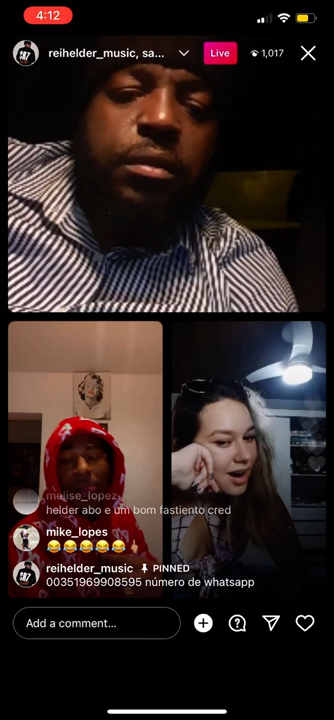 4:12
reihelder_music, sa...
Live
1,017
melise_lopez
helder abo e um bom fastiento cred
mike_lopes
😂😂😂😂😂🖕🏽
reihelder_music PINNED
00351969908595 número de whatsapp
Add a comment...